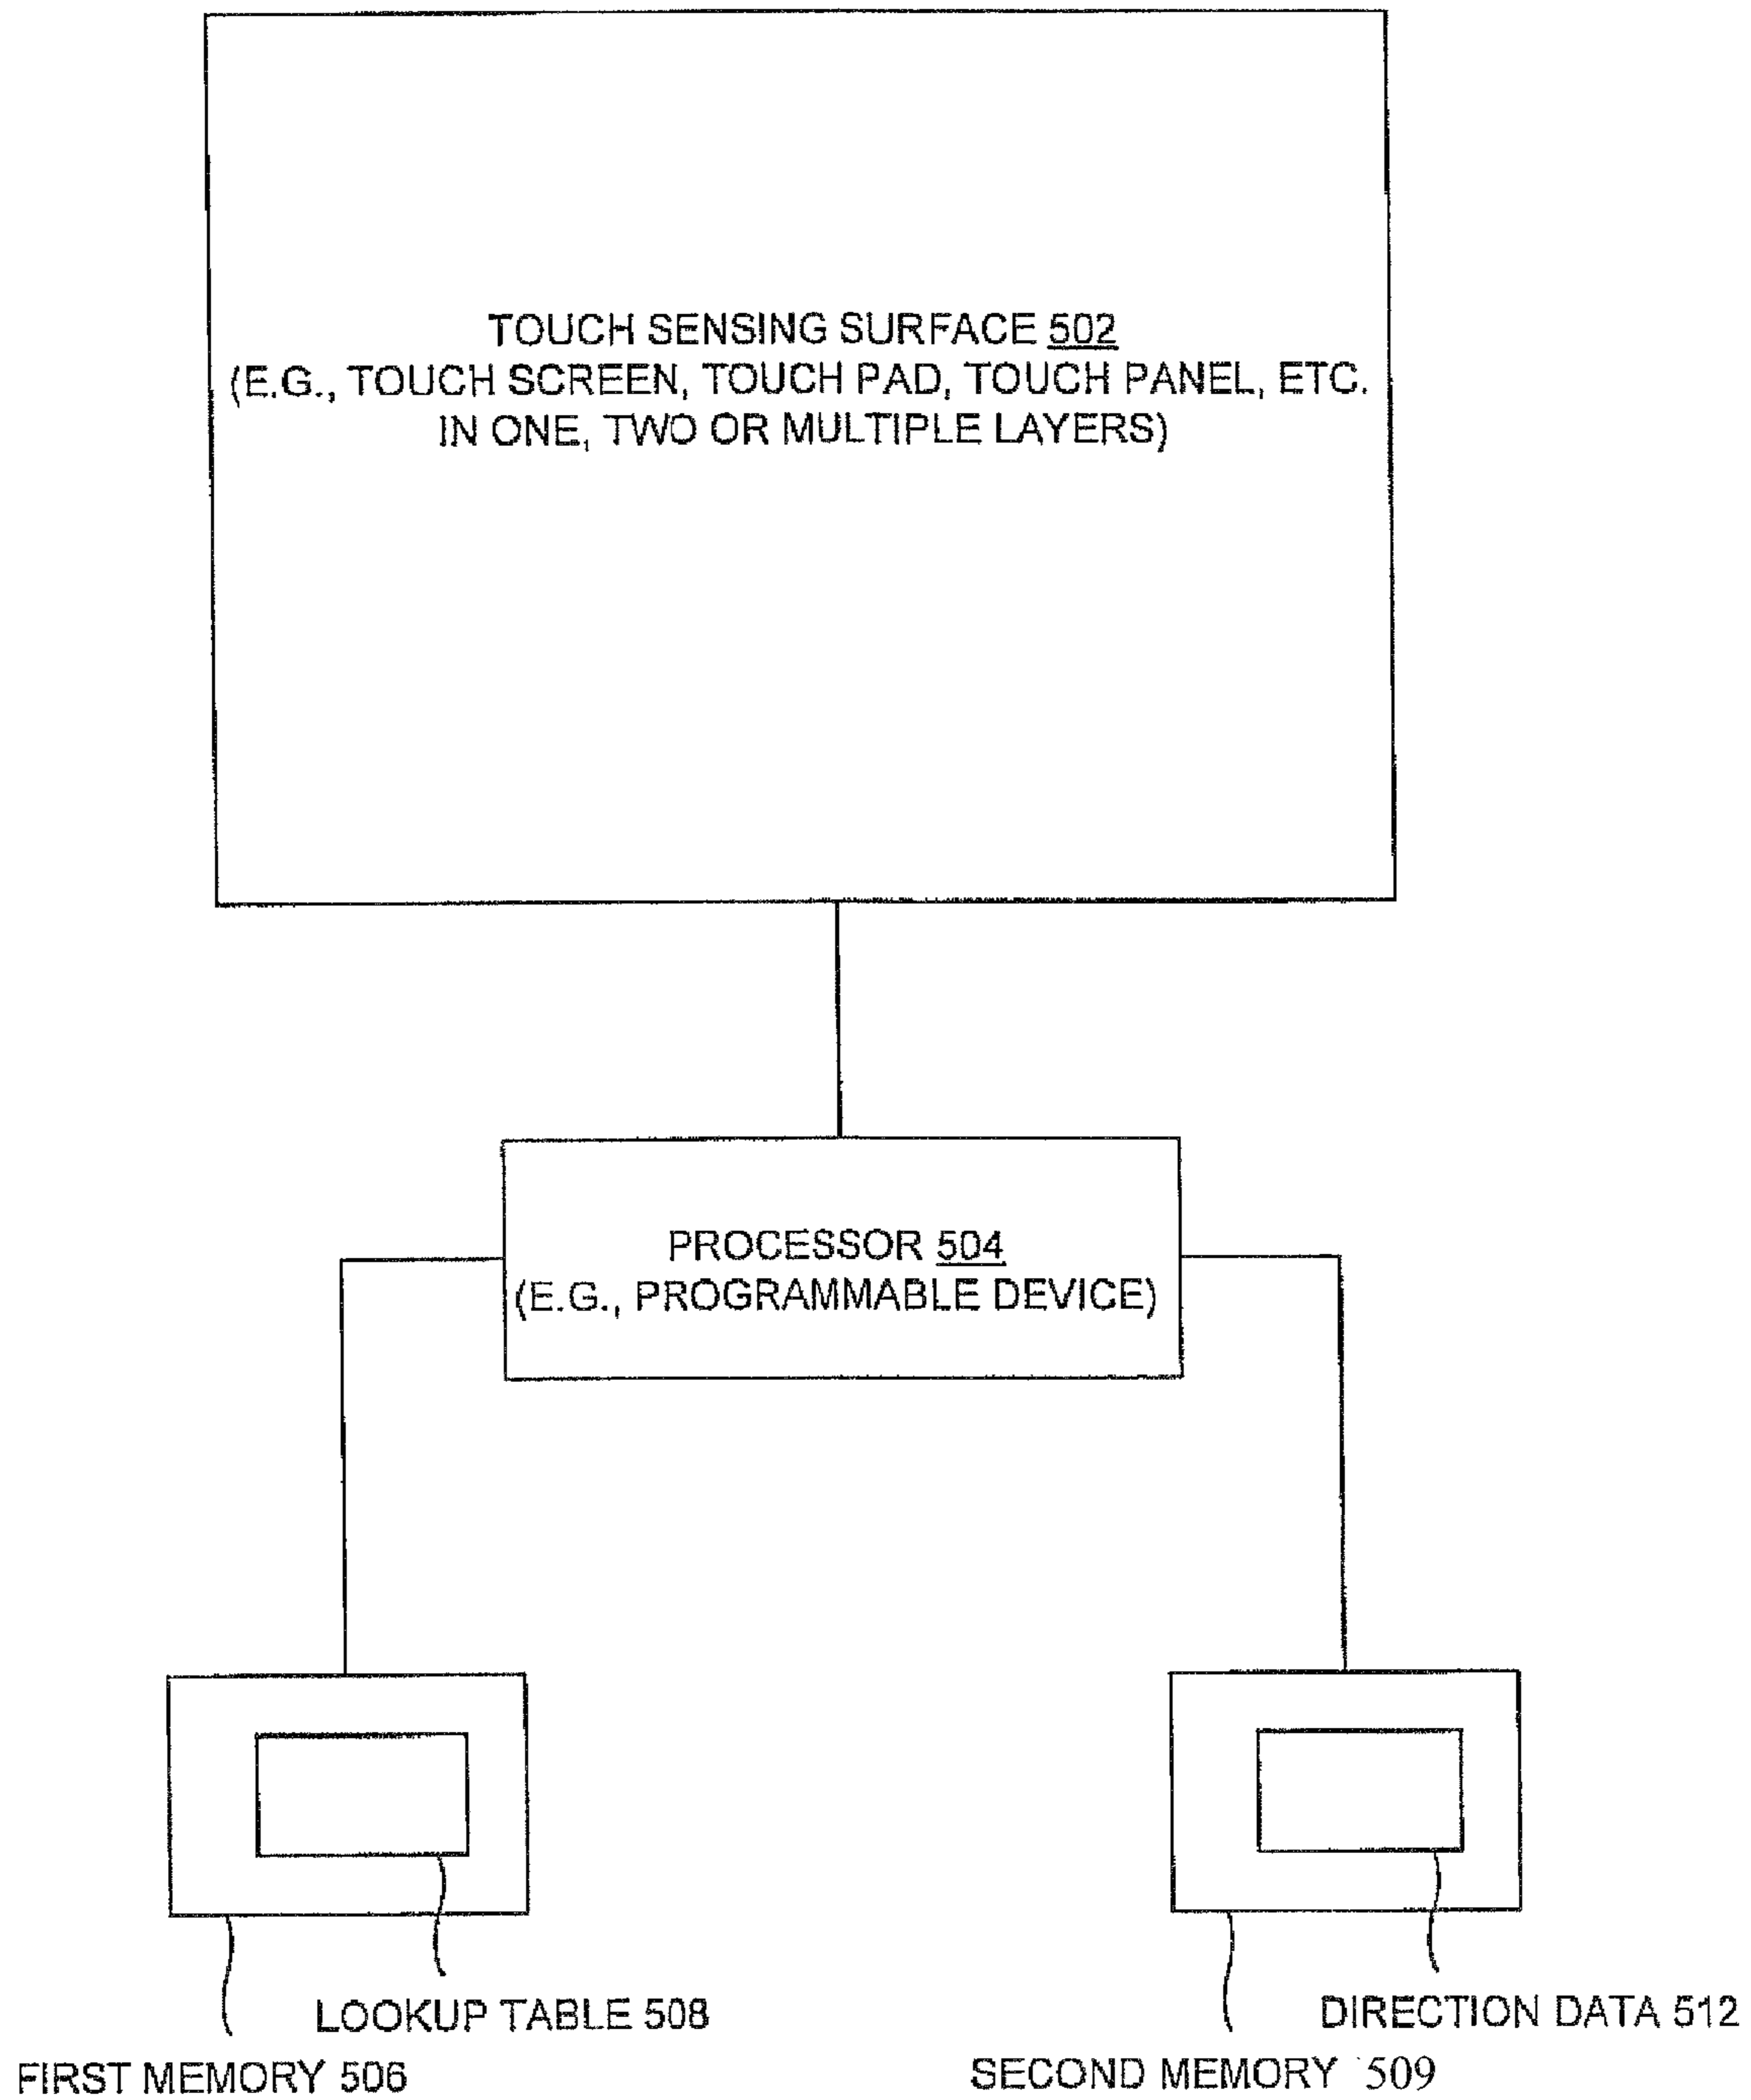 TOUCH SENSING SURFACE 502
(E.G., TOUCH SCREEN, TOUCH PAD, TOUCH PANEL, ETC.
IN ONE, TWO OR MULTIPLE LAYERS)
PROCESSOR 504
(E.G., PROGRAMMABLE DEVICE)
LOOKUP TABLE 508
FIRST MEMORY 506
DIRECTION DATA 512
SECOND MEMORY 509